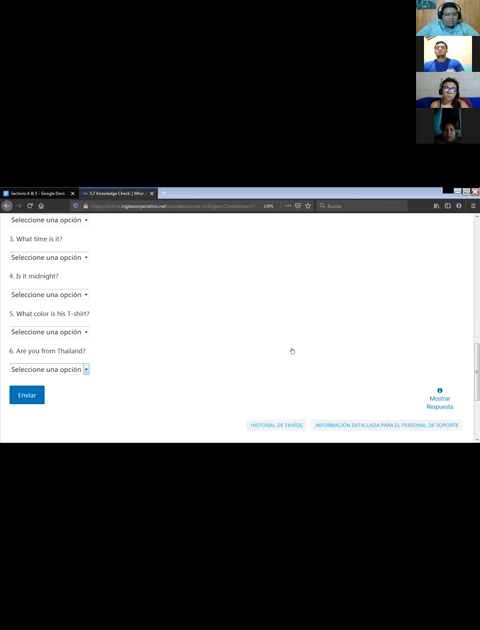 Sections 4 & 5 - Google Docs
5.7 Knowledge Check. | What
Buscar
Seleccione una opción
3. What time is it?
Seleccione una opción
4. Is it midnight?
Seleccione una opción
5. What color is his T-shirt?
Seleccione una opción
6. Are you from Thailand?
Seleccione una opción
Enviar
Mostrar
Respuesta
HISTORIAL DE ENVÍOS
INFORMACIÓN DETALLADA PARA EL PERSONAL DE SOPORTE